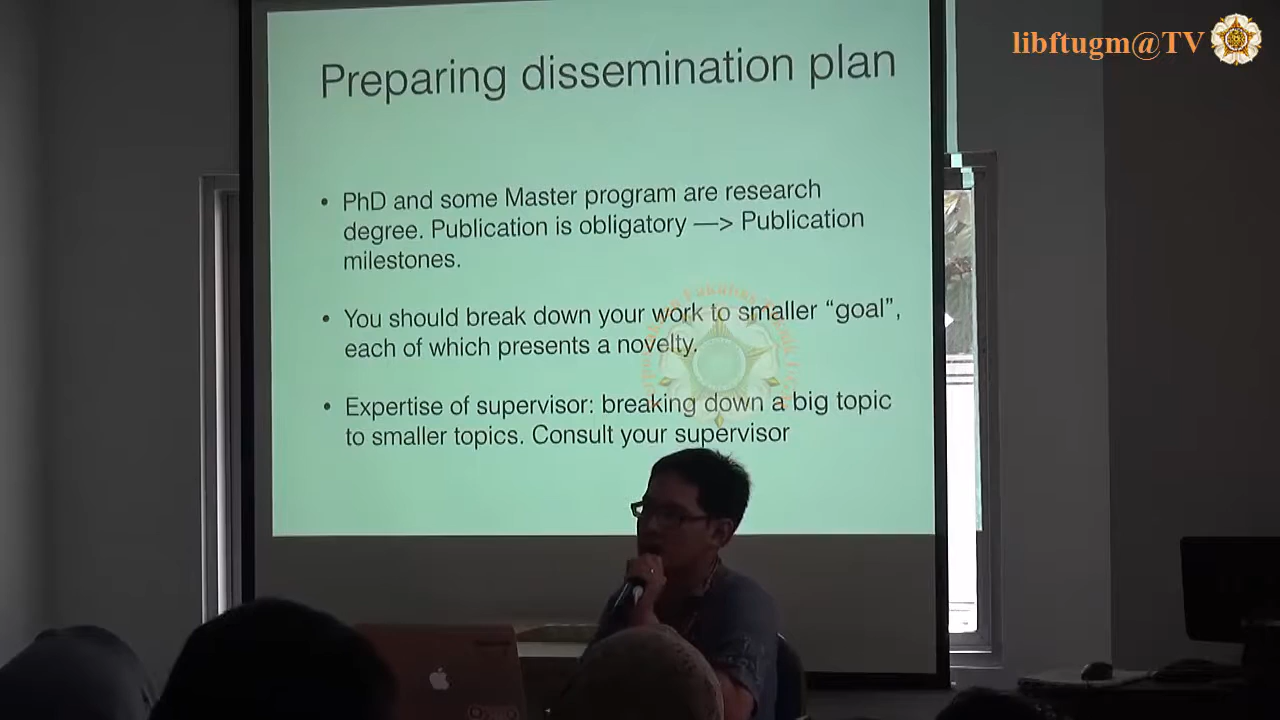 libftugm@TV
Preparing dissemination plan
• PhD and some Master program are research
degree. Publication is obligatory —> Publication
milestones.
• You should break down your work to smaller “goal”,
each of which presents a novelty.
• Expertise of supervisor: breaking down a big topic
to smaller topics. Consult your supervisor